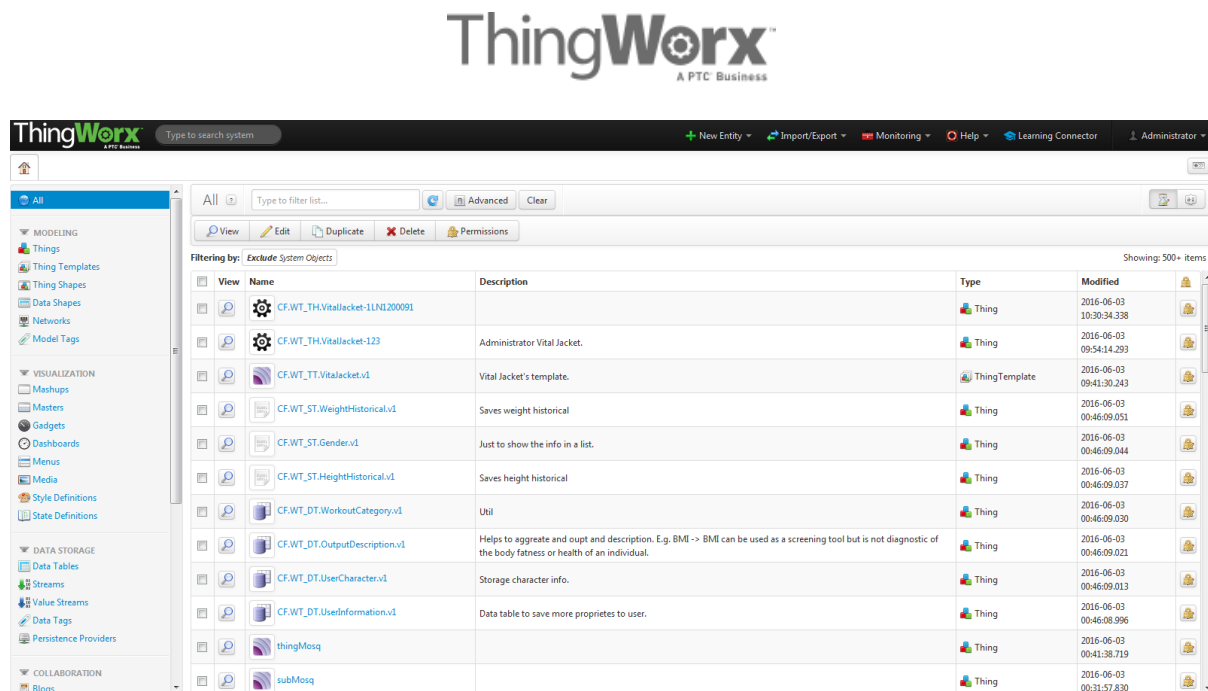 ThingWorx™
A PTC® Business
ThingWorx
A PTC Business
Type to search system
New Entity
Import/Export
Monitoring
Help
Learning Connector
Administrator
All
MODELING
Things
Thing Templates
Thing Shapes
Data Shapes
Networks
Model Tags
VISUALIZATION
Mashups
Masters
Gadgets
Dashboards
Menus
Media
Style Definitions
State Definitions
DATA STORAGE
Data Tables
Streams
Value Streams
Data Tags
Persistence Providers
COLLABORATION
Blogs
All
?
Type to filter list...
Advanced
Clear
View
Edit
Duplicate
Delete
Permissions
Filtering by: Exclude System Objects
Showing: 500+ items
View Name Description Type Modified
CF.WT_TH.VitalJacket-1LN1200091 Thing 2016-06-03
10:30:34.338
CF.WT_TH.VitalJacket-123 Administrator Vital Jacket. Thing 2016-06-03
09:54:14.293
CF.WT_TT.VitaJacket.v1 Vital Jacket's template. ThingTemplate 2016-06-03
09:41:30.243
CF.WT_ST.WeightHistorical.v1 Saves weight historical Thing 2016-06-03
00:46:09.051
CF.WT_ST.Gender.v1 Just to show the info in a list. Thing 2016-06-03
00:46:09.044
CF.WT_ST.HeightHistorical.v1 Saves height historical Thing 2016-06-03
00:46:09.037
CF.WT_DT.WorkoutCategory.v1 Util Thing 2016-06-03
00:46:09.030
CF.WT_DT.OutputDescription.v1 Helps to aggreate and oupt and description. E.g. BMI -> BMI can be used as a screening tool but is not diagnostic of
the body fatness or health of an individual. Thing 2016-06-03
00:46:09.021
CF.WT_DT.UserCharacter.v1 Storage character info. Thing 2016-06-03
00:46:09.013
CF.WT_DT.UserInformation.v1 Data table to save more proprietes to user. Thing 2016-06-03
00:46:08.996
thingMosq Thing 2016-06-03
00:41:38.719
subMosq Thing 2016-06-03
00:31:57.830